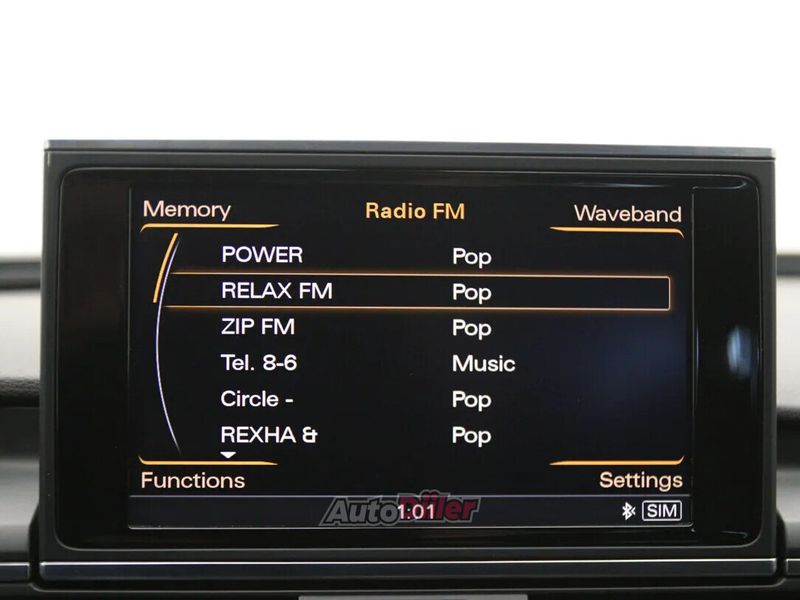 Memory Radio FM Waveband
POWER Pop
RELAX FM Pop
ZIP FM Pop
Tel. 8-6 Music
Circle - Pop
REXHA & Pop
Functions Settings
AutoDiler
1:01 SIM